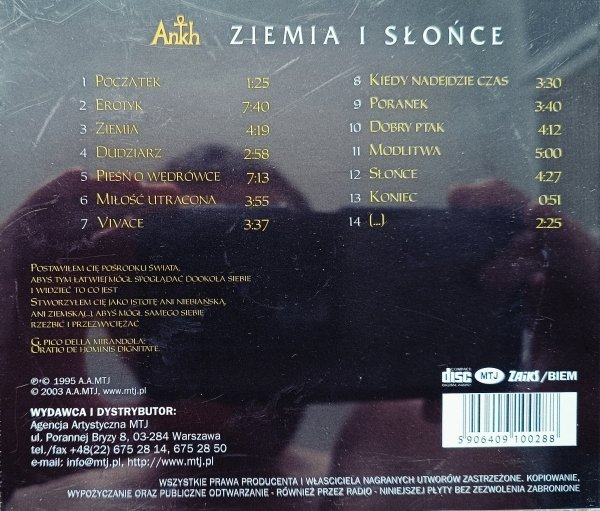 Ankh ZIEMIA I SŁOŃCE
1 POCZĄTEK 1:25
2 EROTYK 7:40
3 ZIEMIA 4:19
4 DUDZIARZ 2:58
5 PIEŚŃ O WĘDRÓWCE 7:13
6 MIŁOŚĆ UTRACONA 3:55
7 VIVACE 3:37
8 KIEDY NADEJDZIE CZAS 3:30
9 PORANEK 3:40
10 DOBRY PTAK 4:12
11 MODLITWA 5:00
12 SŁOŃCE 4:27
13 KONIEC 0:51
14 (...) 2:25
POSTAWIŁEM CIĘ POŚRODKU ŚWIATA,
ABYŚ TYM ŁATWIEJ MÓGŁ SPOGLĄDAĆ DOOKOŁA SIEBIE
I WIDZIEĆ TO CO JEST
STWORZYŁEM CIĘ JAKO ISTOTĘ ANI NIEBIAŃSKĄ,
ANI ZIEMSKĄ(...), ABYŚ MÓGŁ SAMEGO SIEBIE
RZEŹBIĆ I PRZEZWYCIĘŻAĆ
G. PICO DELLA MIRANDOLA:
ORATIO DE HOMINIS DIGNITATE.
℗ © 1995 A.A.MTJ
© 2003 A.A.MTJ, www.mtj.pl
WYDAWCA I DYSTRYBUTOR:
Agencja Artystyczna MTJ
ul. Porannej Bryzy 8, 03-284 Warszawa
tel./fax +48(22) 675 28 14, 675 28 50
e-mail: info@mtj.pl, http://www.mtj.pl
COMPACT
disc
DIGITAL AUDIO
MTJ
ZAiKS /BIEM
5 906409 100288
WSZYSTKIE PRAWA PRODUCENTA I WŁAŚCICIELA NAGRANYCH UTWORÓW ZASTRZEŻONE. KOPIOWANIE,
WYPOŻYCZANIE ORAZ PUBLICZNE ODTWARZANIE - RÓWNIEŻ PRZEZ RADIO - NINIEJSZEJ PŁYTY BEZ ZEZWOLENIA ZABRONIONE